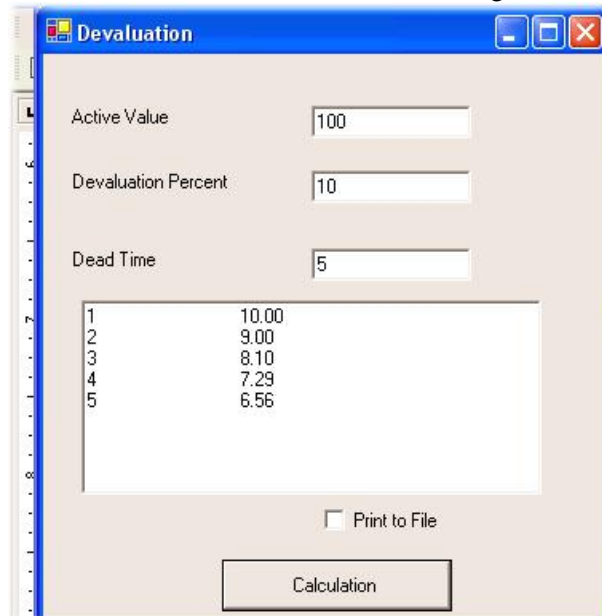 Devaluation
Active Value 100
Devaluation Percent 10
Dead Time 5
1 10.00
2 9.00
3 8.10
4 7.29
5 6.56
Print to File
Calculation